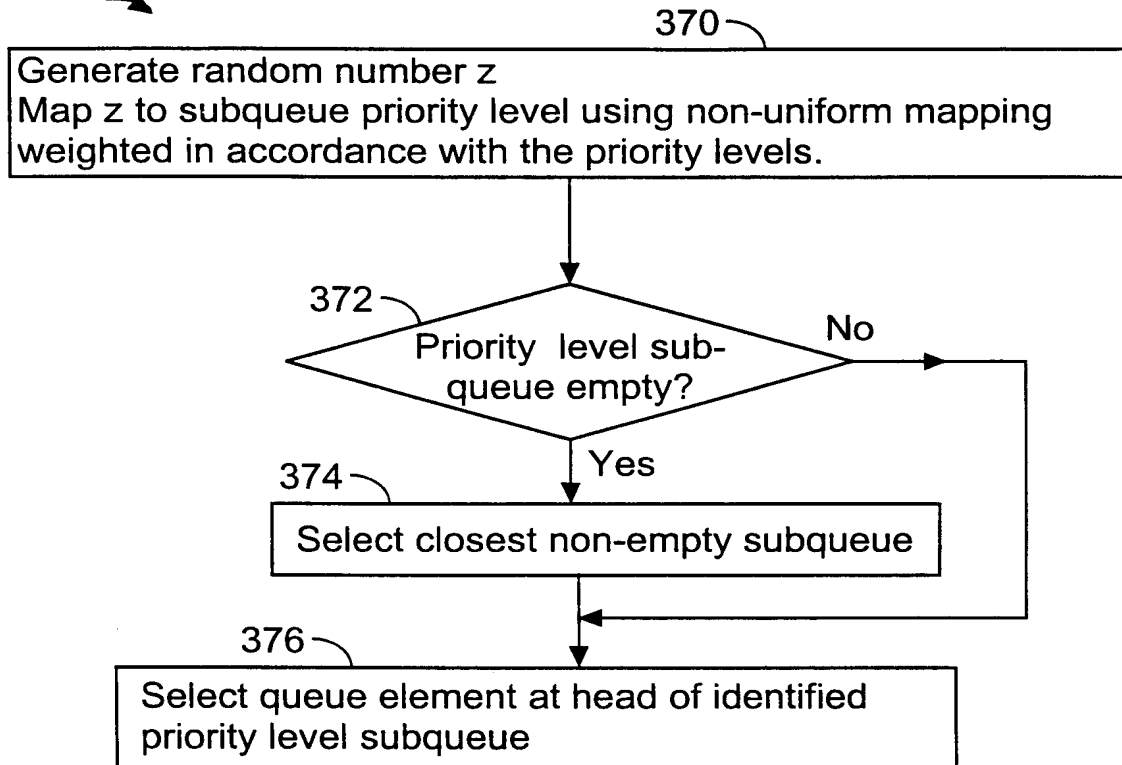 370
Generate random number z
Map z to subqueue priority level using non-uniform mapping
weighted in accordance with the priority levels.
372
Priority level sub-
queue empty?
No
Yes
374
Select closest non-empty subqueue
376
Select queue element at head of identified
priority level subqueue